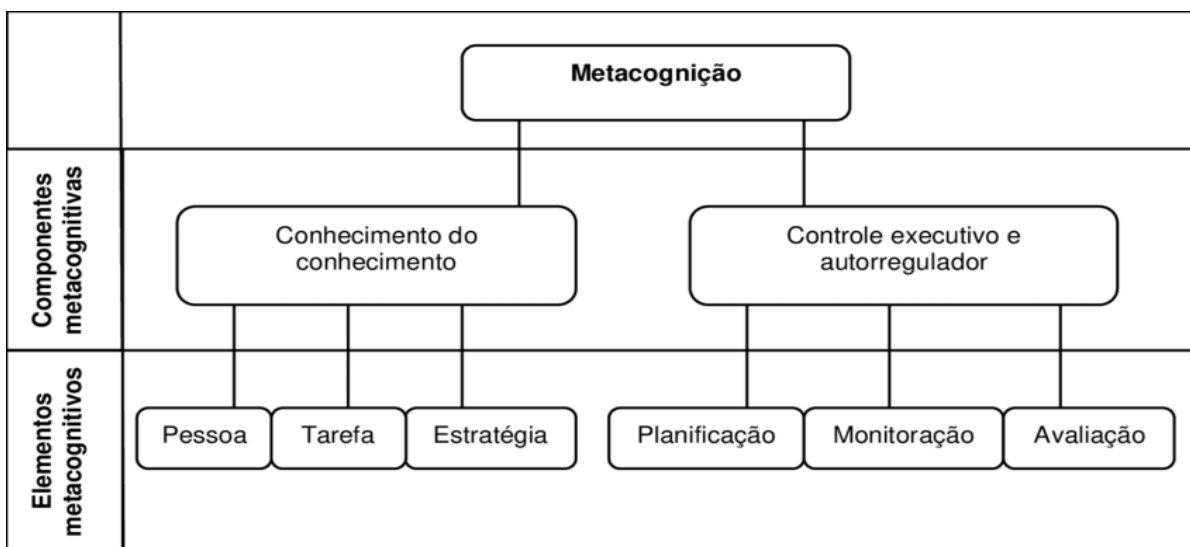 Metacognição
Componentes
metacognitivas
Conhecimento do
conhecimento
Controle executivo e
autorregulador
Elementos
metacognitivos
Pessoa
Tarefa
Estratégia
Planificação
Monitoração
Avaliação